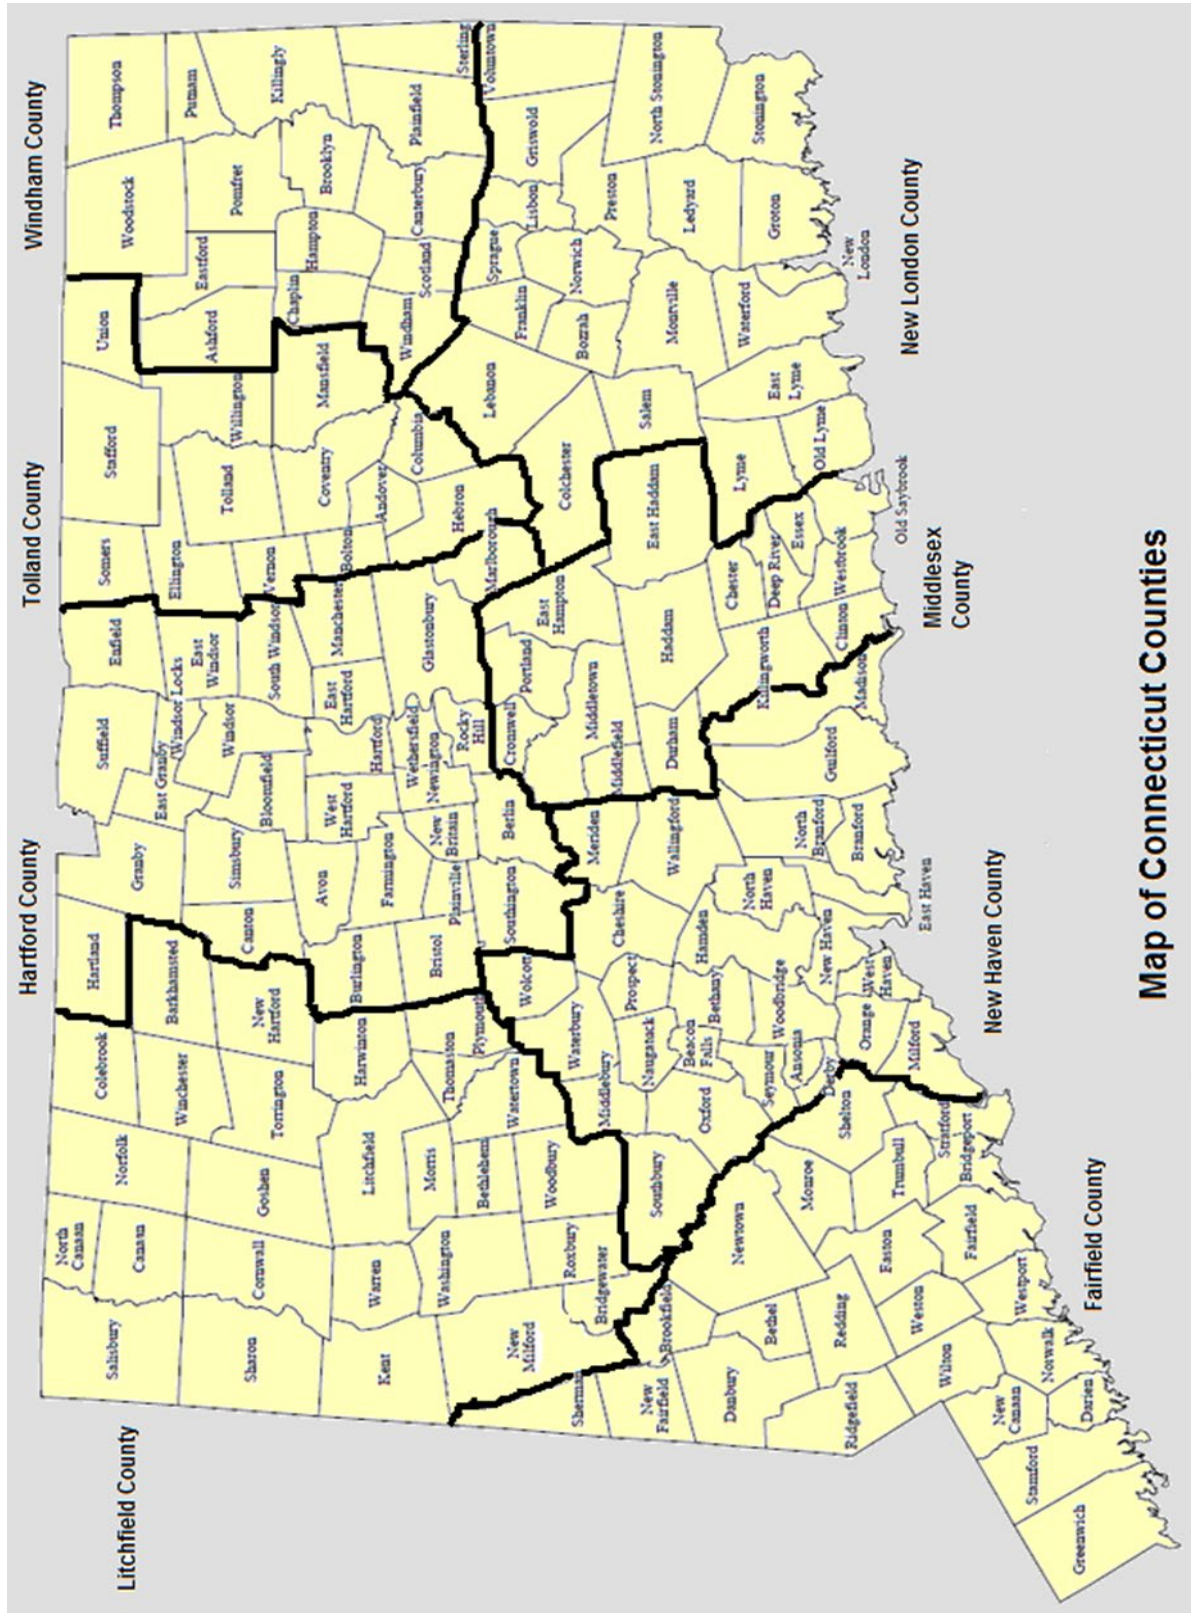 Litchfield County
Hartford County
Tolland County
Windham County
Salisbury
North
Canaan
Canaan
Norfolk
Colebrook
Hartland
Granby
Suffield
Enfield
Somers
Stafford
Union
Woodstock
Thompson
Sharon
Cornwall
Goshen
Winchester
Torrington
Barkhamsted
New
Hartford
Canton
Simsbury
East Granby
Windsor Locks
East
Windsor
Windsor
Bloomfield
South Windsor
Ellington
Vernon
Tolland
Willington
Ashford
Eastford
Pomfret
Putnam
Killingly
Kent
Warren
Litchfield
Harwinton
Burlington
Avon
Farmington
West
Hartford
Hartford
East
Hartford
Manchester
Bolton
Coventry
Andover
Mansfield
Chaplin
Hampton
Brooklyn
Washington
Morris
Bethlehem
Thomaston
Watertown
Plymouth
Bristol
Plainville
New
Britain
Newington
Wethersfield
Rocky
Hill
Glastonbury
Marlborough
Hebron
Columbia
Windham
Scotland
Canterbury
Plainfield
Sterling
New
Milford
Roxbury
Bridgewater
Woodbury
Wolcott
Southington
Berlin
Cromwell
Portland
East
Hampton
Colchester
Lebanon
Franklin
Sprague
Lisbon
Griswold
Voluntown
Sherman
New
Fairfield
Brookfield
Southbury
Middlebury
Waterbury
Naugatuck
Prospect
Cheshire
Meriden
Middlefield
Middletown
Haddam
East Haddam
Salem
Bozrah
Norwich
Preston
North Stonington
Danbury
Bethel
Newtown
Oxford
Beacon
Falls
Bethany
Seymour
Ansonia
Derby
Woodbridge
Hamden
North
Haven
Wallingford
Durham
Killingworth
Chester
Deep River
Essex
Lyme
East
Lyme
Montville
Waterford
Ledyard
Groton
Stonington
Ridgefield
Redding
Easton
Monroe
Trumbull
Shelton
Orange
Milford
West
Haven
New Haven
East Haven
North
Branford
Branford
Guilford
Madison
Clinton
Westbrook
Old Saybrook
Old Lyme
New
London
Wilton
Weston
Fairfield
Bridgeport
Stratford
Westport
Norwalk
New
Canaan
Darien
Stamford
Greenwich
Fairfield County
New Haven County
Middlesex
County
New London County
Map of Connecticut Counties